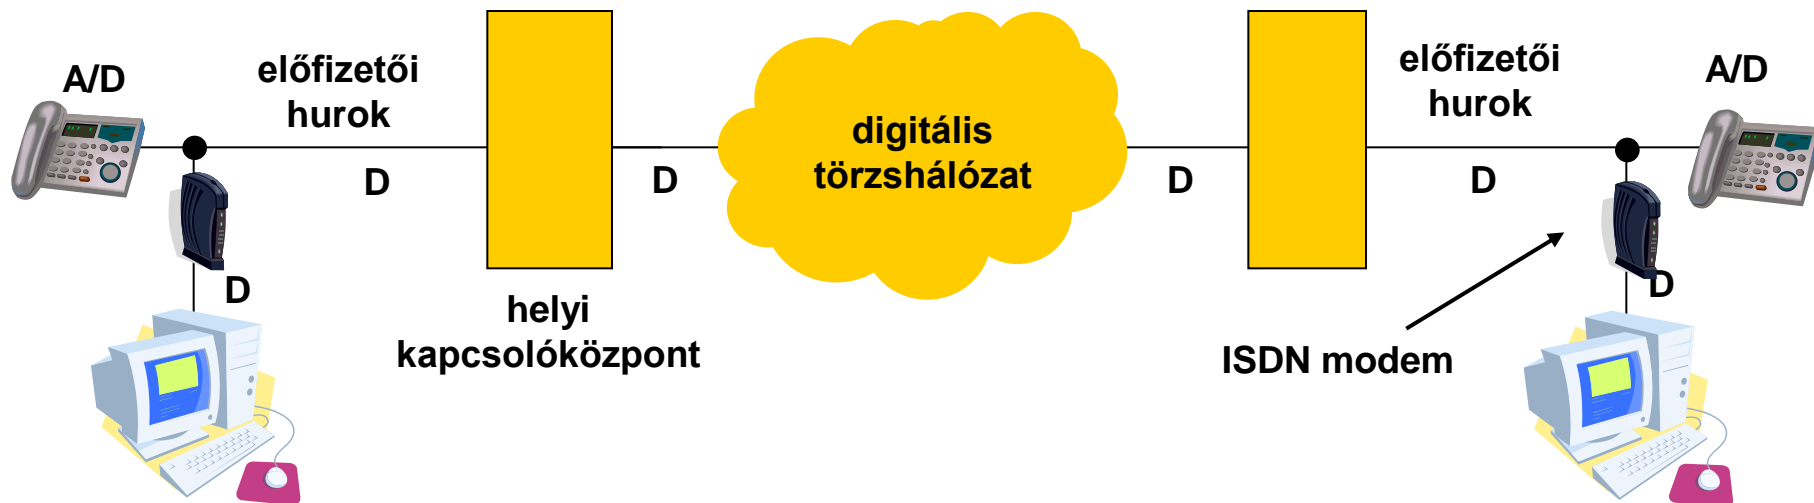 A/D
előfizetői
hurok
D
D
D
helyi
kapcsolóközpont
digitális
törzshálózat
D
előfizetői
hurok
D
A/D
D
ISDN modem